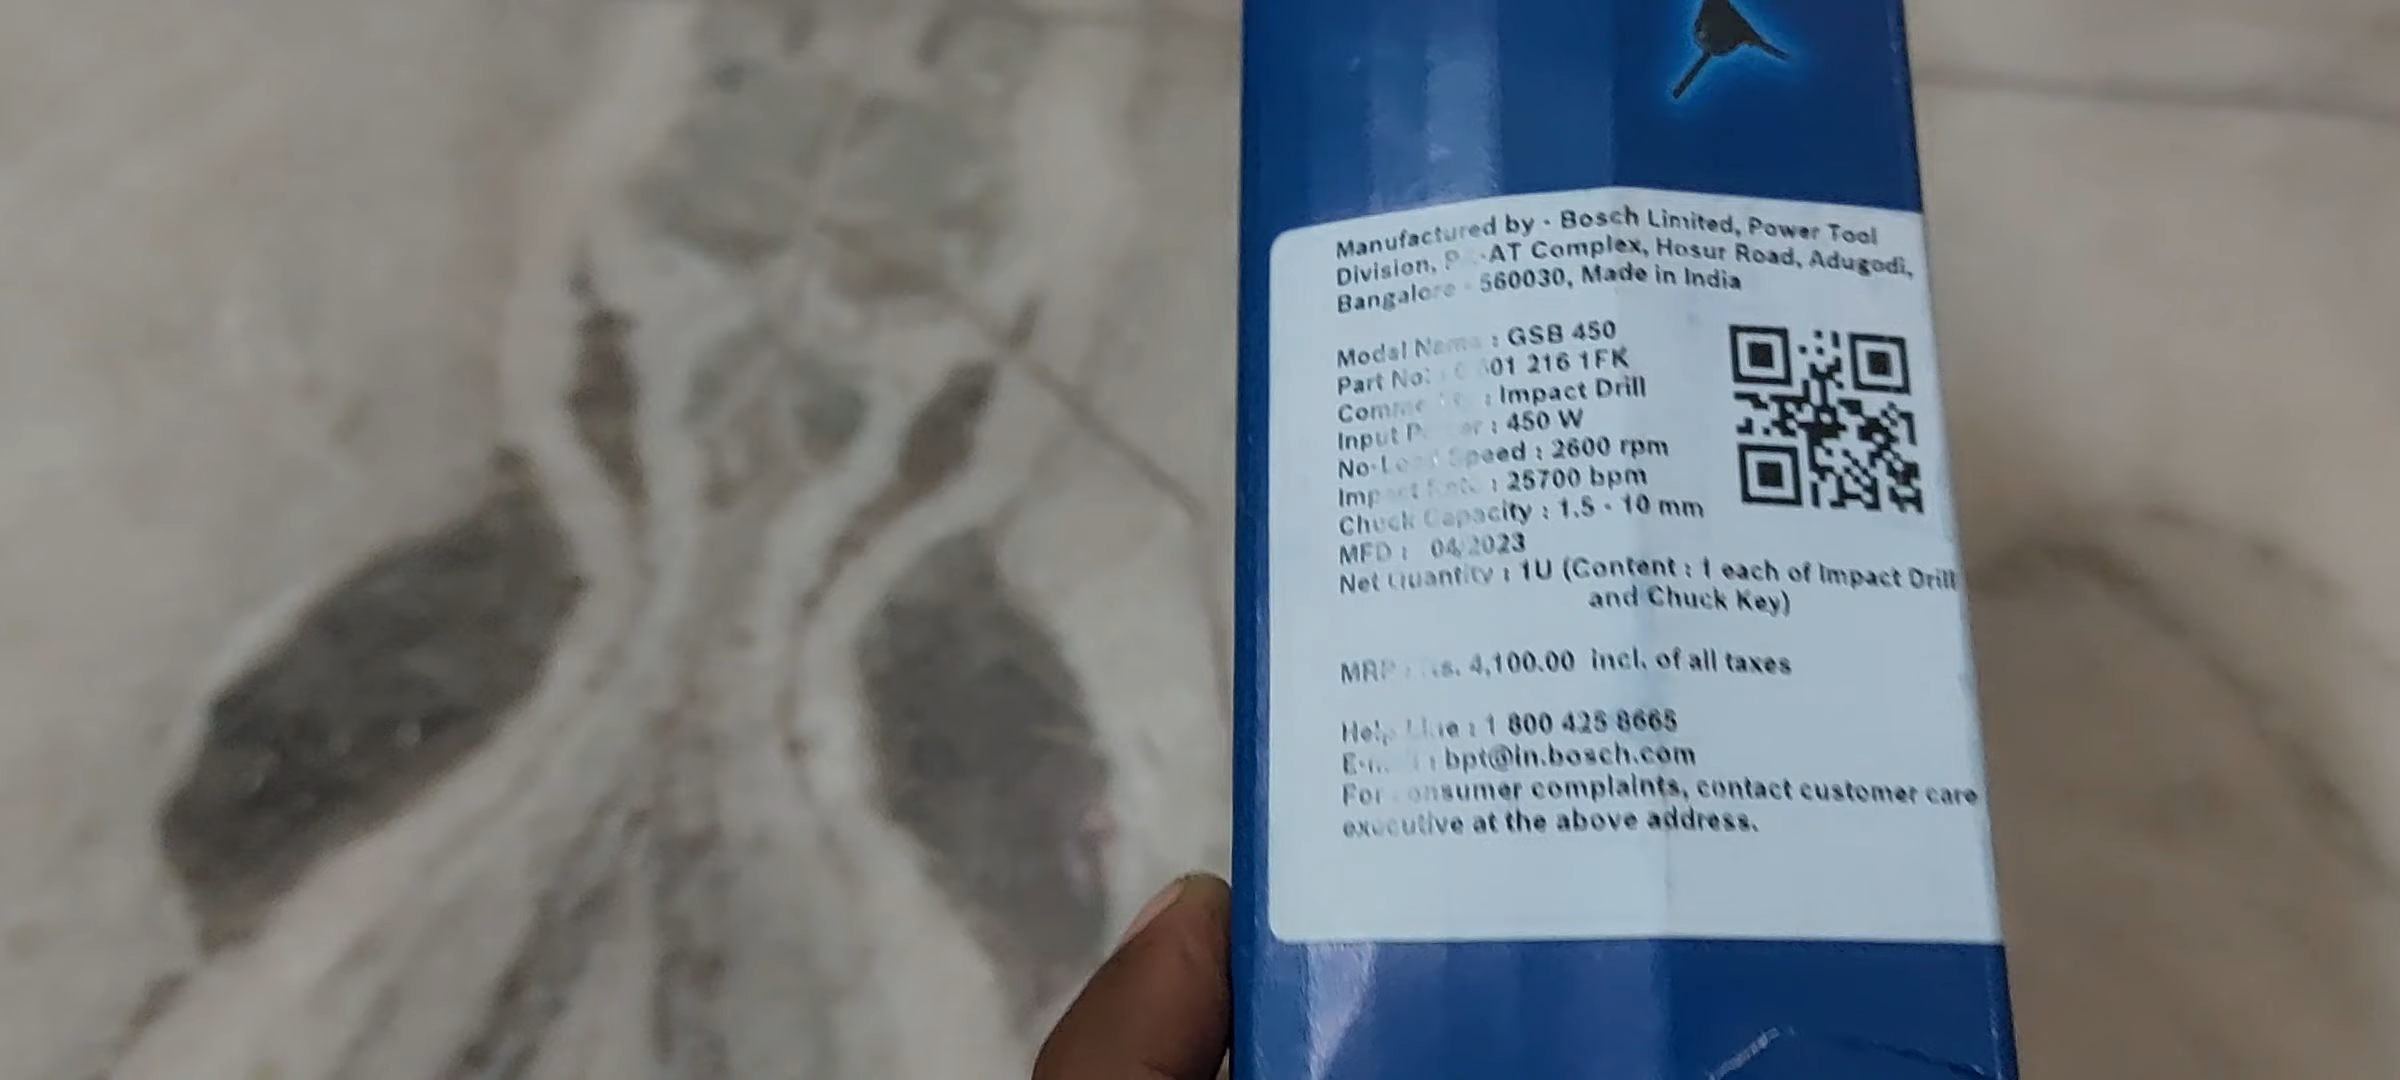 Manufactured by - Bosch Limited, Power Tool
Division, AT Complex, Hosur Road, Adugodi,
Bangalore - 560030, Made in India
Model Name : GSB 450
Part No: 01 216 1FK
: Impact Drill
Input : 450 W
No-Load Speed : 2600 rpm
Impact Rate : 25700 bpm
Chuck Capacity : 1.5 - 10 mm
MFD : 04/2023
Net Quantity : 1U (Content : 1 each of Impact Drill
and Chuck Key)
MRP : Rs. 4,100.00 incl. of all taxes
Help Line : 1 800 425 8665
: bpt@in.bosch.com
For consumer complaints, contact customer care
executive at the above address.